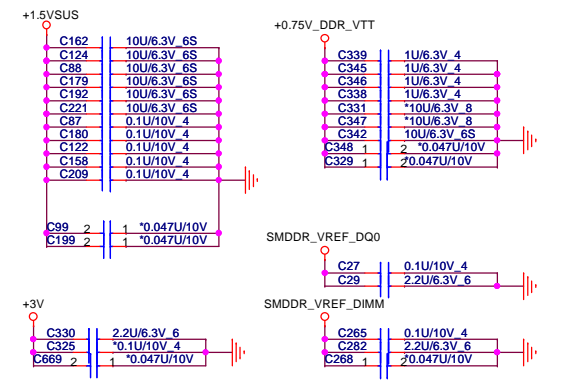 +1.5VSUS
C162 10U/6.3V_6S
C124 10U/6.3V_6S
C88 10U/6.3V_6S
C179 10U/6.3V_6S
C192 10U/6.3V_6S
C221 10U/6.3V_6S
C87 0.1U/10V_4
C180 0.1U/10V_4
C122 0.1U/10V_4
C158 0.1U/10V_4
C209 0.1U/10V_4
C99 2 1 *0.047U/10V
C199 2 1 *0.047U/10V
+3V
C330 2.2U/6.3V_6
C325 *0.1U/10V_4
C669 2 1 *0.047U/10V
+0.75V_DDR_VTT
C339 1U/6.3V_4
C345 1U/6.3V_4
C346 1U/6.3V_4
C338 1U/6.3V_4
C331 *10U/6.3V_8
C347 *10U/6.3V_8
C342 10U/6.3V_6S
C348 1 2 *0.047U/10V
C329 1 2 *0.047U/10V
SMDDR_VREF_DQ0
C27 0.1U/10V_4
C29 2.2U/6.3V_6
SMDDR_VREF_DIMM
C265 0.1U/10V_4
C282 2.2U/6.3V_6
C268 1 2 *0.047U/10V